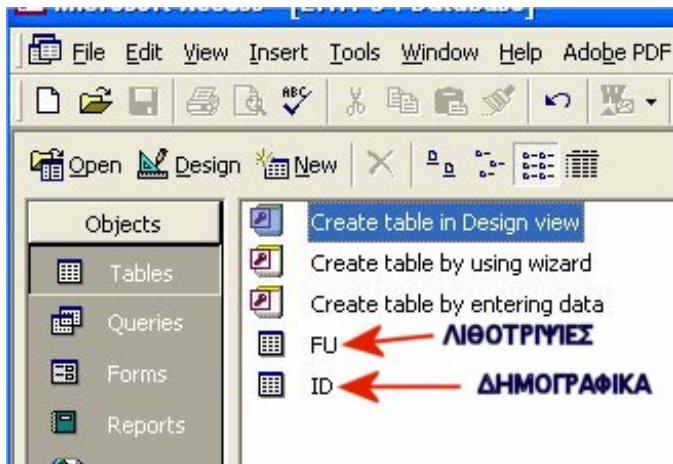 File Edit View Insert Tools Window Help Adobe PDF
ABC
Open Design New
Objects
Create table in Design view
Tables
Create table by using wizard
Queries
Create table by entering data
FU ΛΙΘΟΤΡΙΨΙΕΣ
Forms
ID ΔΗΜΟΓΡΑΦΙΚΑ
Reports